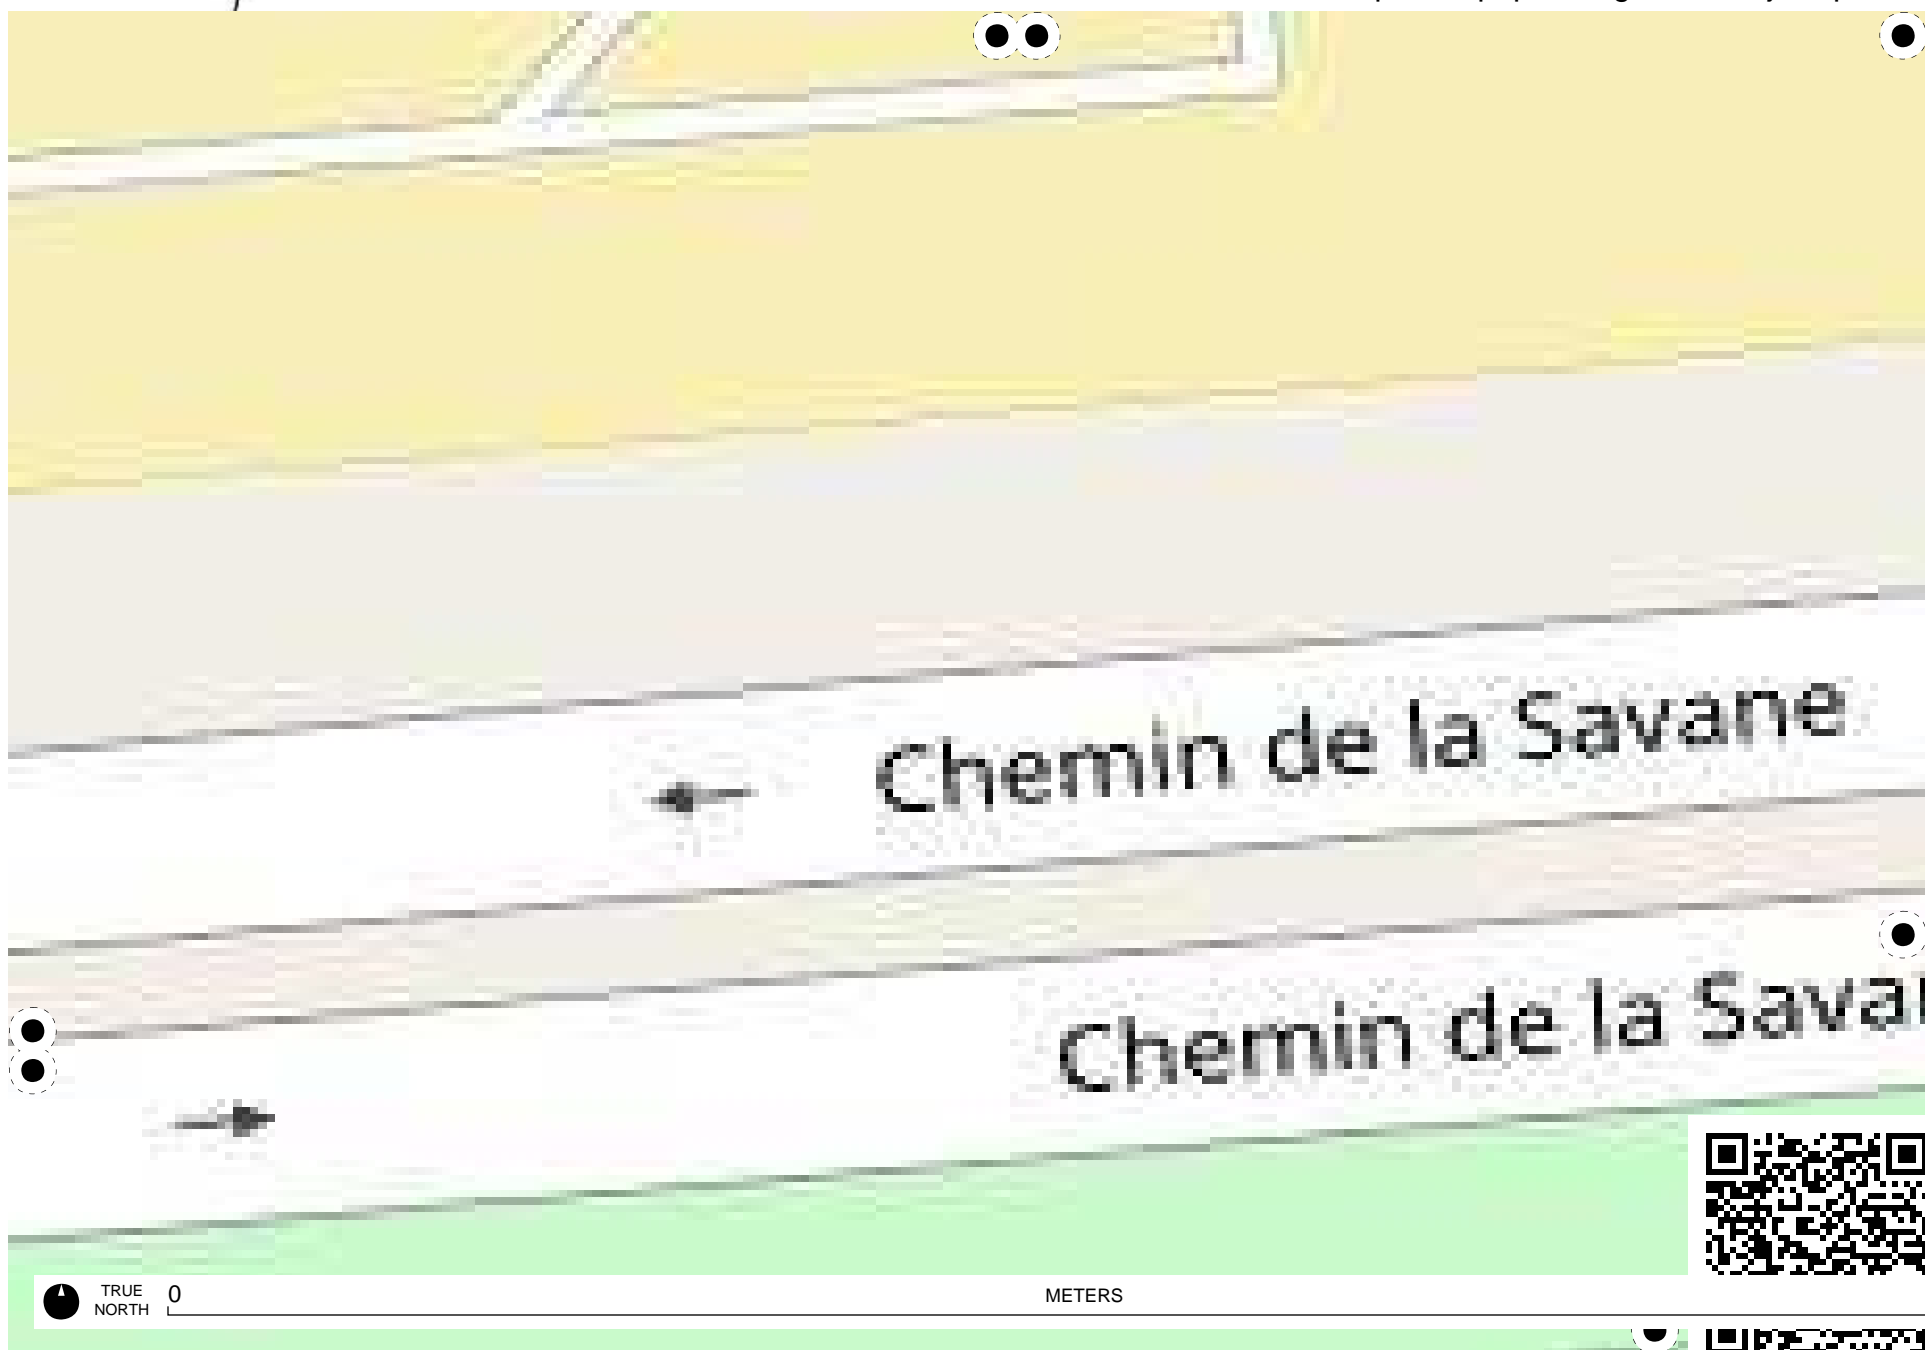 Chemin de la Savane
Chemin de la Sava
TRUE
NORTH
0
METERS